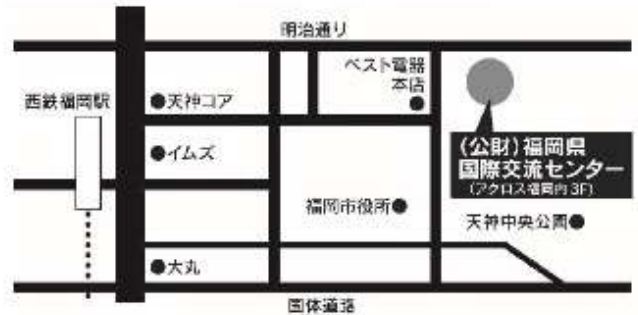 明治通り
ベスト電器
本店●
西鉄福岡駅
●天神コア
●イムズ
(公財)福岡県
国際交流センター
(アクロス福岡内 3F)
福岡市役所●
天神中央公園●
●大丸
国体道路